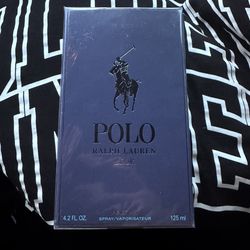 POLO
RALPH LAUREN
4.2 FL. OZ.
SPRAY/VAPORISATEUR
125 ml